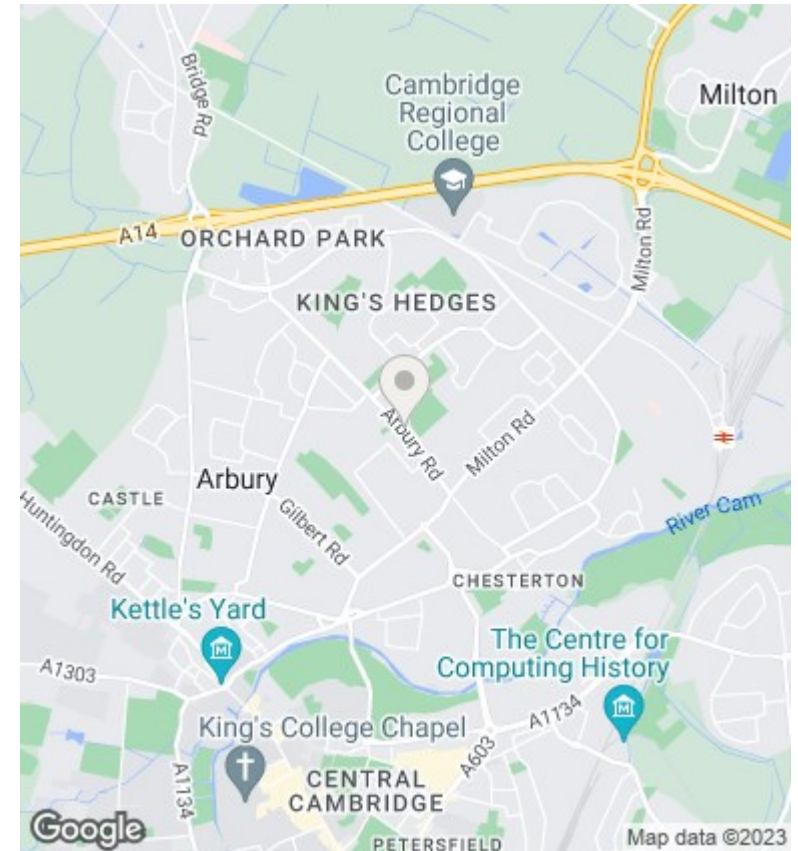 Bridge Rd
Cambridge
Regional
College
Milton
A14
ORCHARD PARK
Milton Rd
KING'S HEDGES
Arbury Rd
Milton Rd
Arbury
CASTLE
Gilbert Rd
Huntingdon Rd
River Cam
CHESTERTON
Kettle's Yard
The Centre for
Computing History
A1303
A1134
King's College Chapel
A603
A1134
CENTRAL
CAMBRIDGE
PETERSFIELD
Google
Map data ©2023